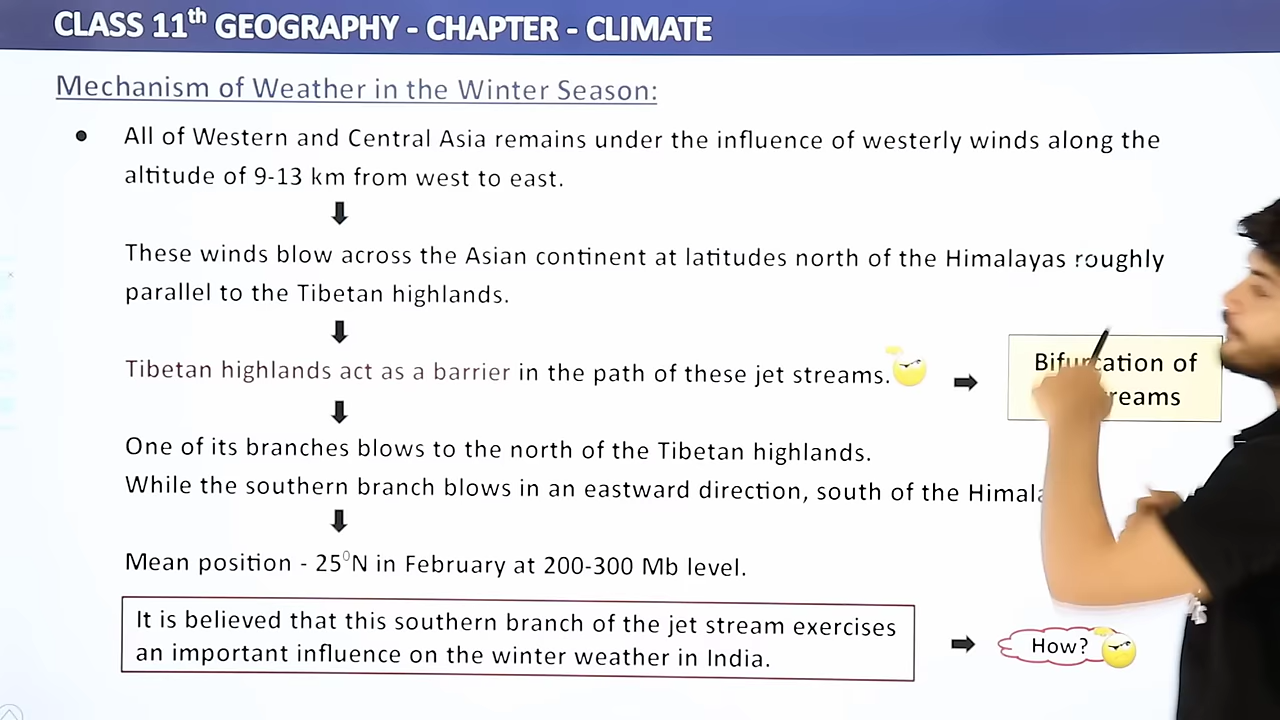 CLASS 11th GEOGRAPHY - CHAPTER - CLIMATE
Mechanism of Weather in the Winter Season:
● All of Western and Central Asia remains under the influence of westerly winds along the
altitude of 9-13 km from west to east.
These winds blow across the Asian continent at latitudes north of the Himalayas roughly
parallel to the Tibetan highlands.
Tibetan highlands act as a barrier in the path of these jet streams.
Bifurcation of
One of its branches blows to the north of the Tibetan highlands.
While the southern branch blows in an eastward direction, south of the
Mean position - 25⁰N in February at 200-300 Mb level.
It is believed that this southern branch of the jet stream exercises
an important influence on the winter weather in India.
How?